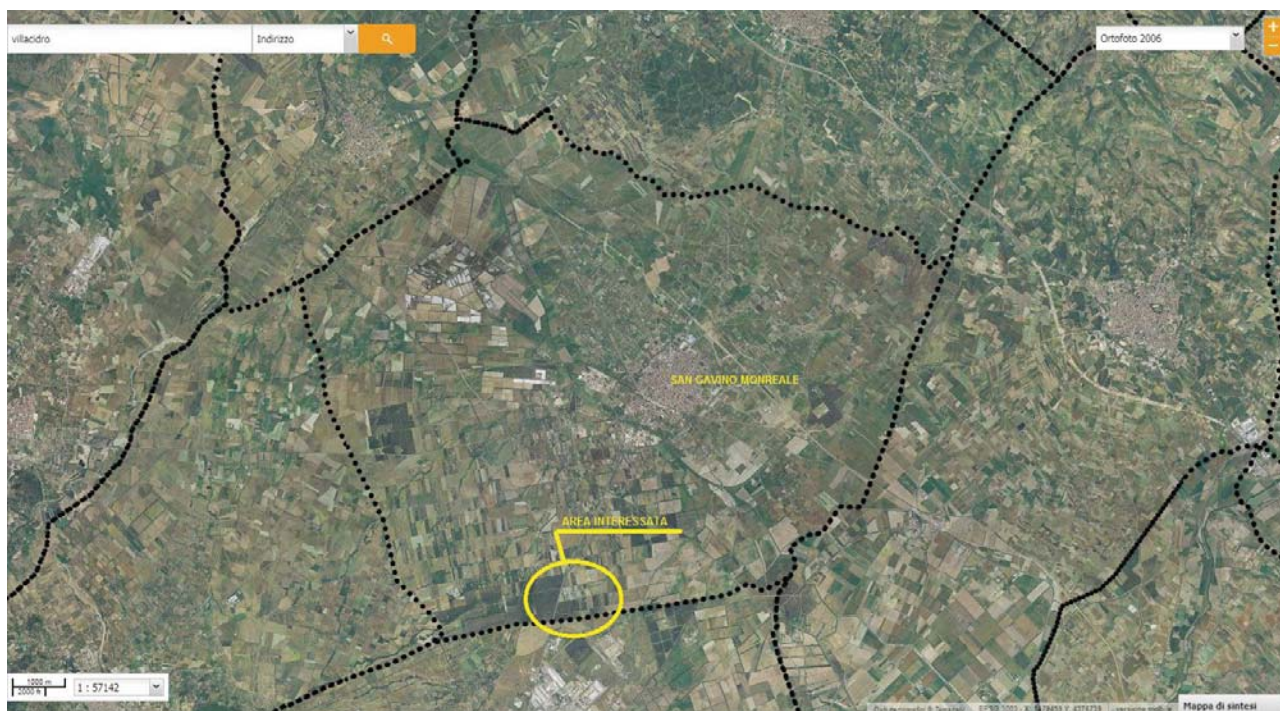 villacidro
Indirizzo
Ortofoto 2006
+
−
SAN GAVINO MONREALE
AREA INTERESSATA
1000 m
2000 ft
1 : 57142
Mappa di sintesi